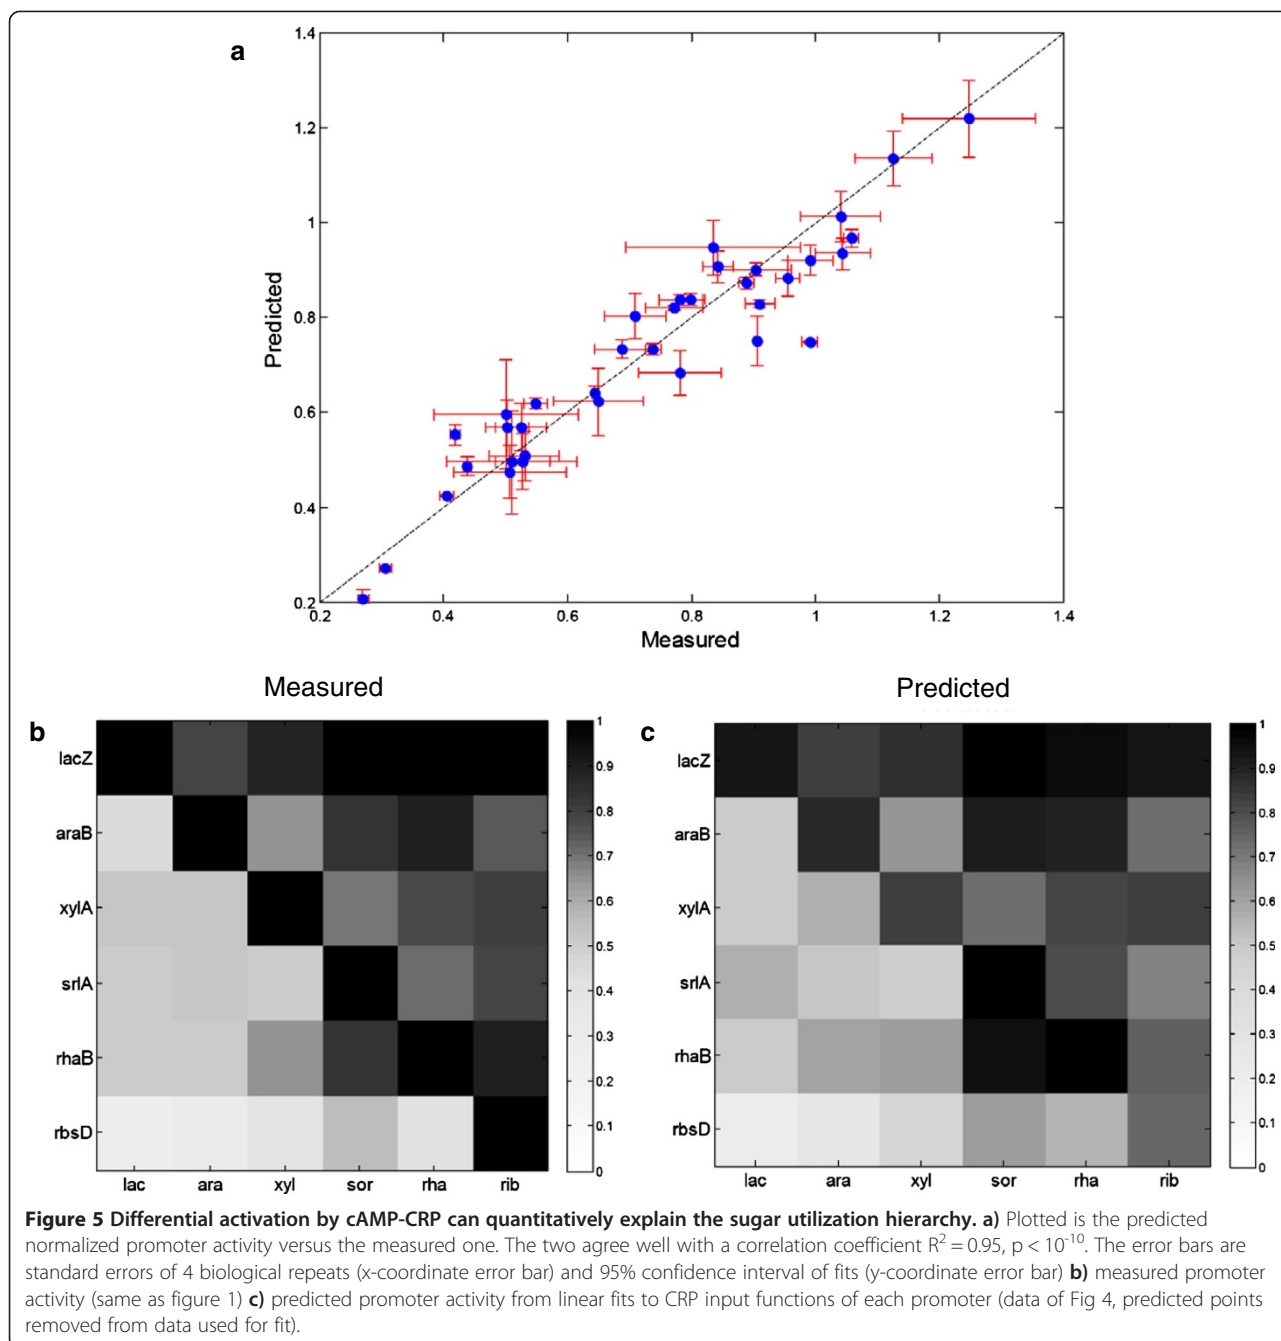 a
1.4
1.2
1
0.8
0.6
0.4
0.2
Predicted
0.2 0.4 0.6 0.8 1 1.2 1.4
Measured
Measured
b
lacZ
araB
xylA
srlA
rhaB
rbsD
lac ara xyl sor rha rib
1
0.9
0.8
0.7
0.6
0.5
0.4
0.3
0.2
0.1
0
Predicted
c
lacZ
araB
xylA
srlA
rhaB
rbsD
lac ara xyl sor rha rib
1
0.9
0.8
0.7
0.6
0.5
0.4
0.3
0.2
0.1
0
Figure 5 Differential activation by cAMP-CRP can quantitatively explain the sugar utilization hierarchy. a) Plotted is the predicted
normalized promoter activity versus the measured one. The two agree well with a correlation coefficient R² = 0.95, p < 10⁻¹⁰. The error bars are
standard errors of 4 biological repeats (x-coordinate error bar) and 95% confidence interval of fits (y-coordinate error bar) b) measured promoter
activity (same as figure 1) c) predicted promoter activity from linear fits to CRP input functions of each promoter (data of Fig 4, predicted points
removed from data used for fit).